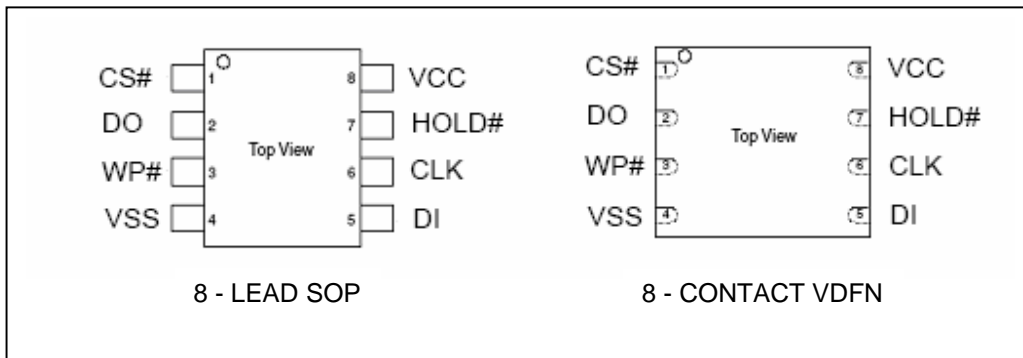 CS# 1 8 VCC
DO 2 7 HOLD#
Top View
WP# 3 6 CLK
VSS 4 5 DI
8 - LEAD SOP
CS# 1 8 VCC
DO 2 7 HOLD#
Top View
WP# 3 6 CLK
VSS 4 5 DI
8 - CONTACT VDFN